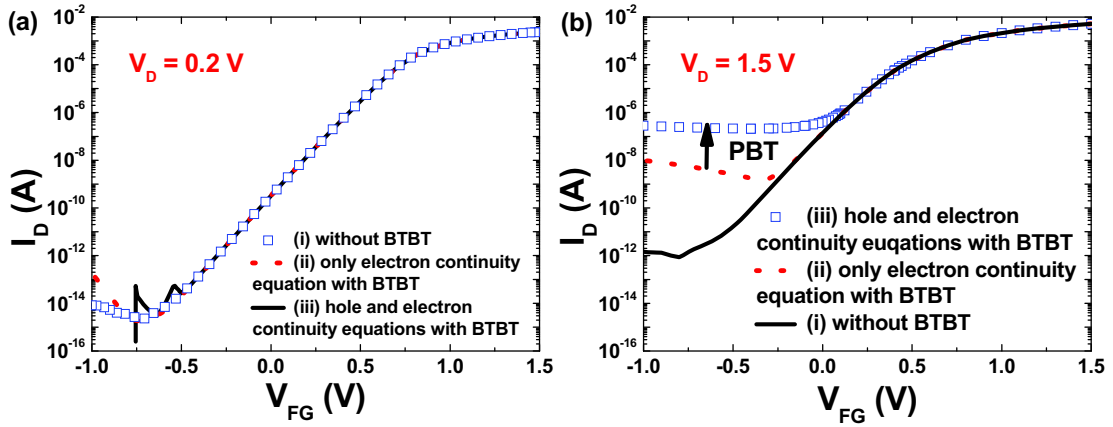 (a)
V_D = 0.2 V
I_D (A)
10^-2
10^-4
10^-6
10^-8
10^-10
10^-12
10^-14
10^-16
(i) without BTBT
(ii) only electron continuity
equation with BTBT
(iii) hole and electron
continuity equations with BTBT
-1.0 -0.5 0.0 0.5 1.0 1.5
V_FG (V)
(b)
V_D = 1.5 V
I_D (A)
10^-2
10^-4
10^-6
10^-8
10^-10
10^-12
10^-14
10^-16
PBT
(iii) hole and electron
continuity euqations with BTBT
(ii) only electron continuity
equation with BTBT
(i) without BTBT
-1.0 -0.5 0.0 0.5 1.0 1.5
V_FG (V)